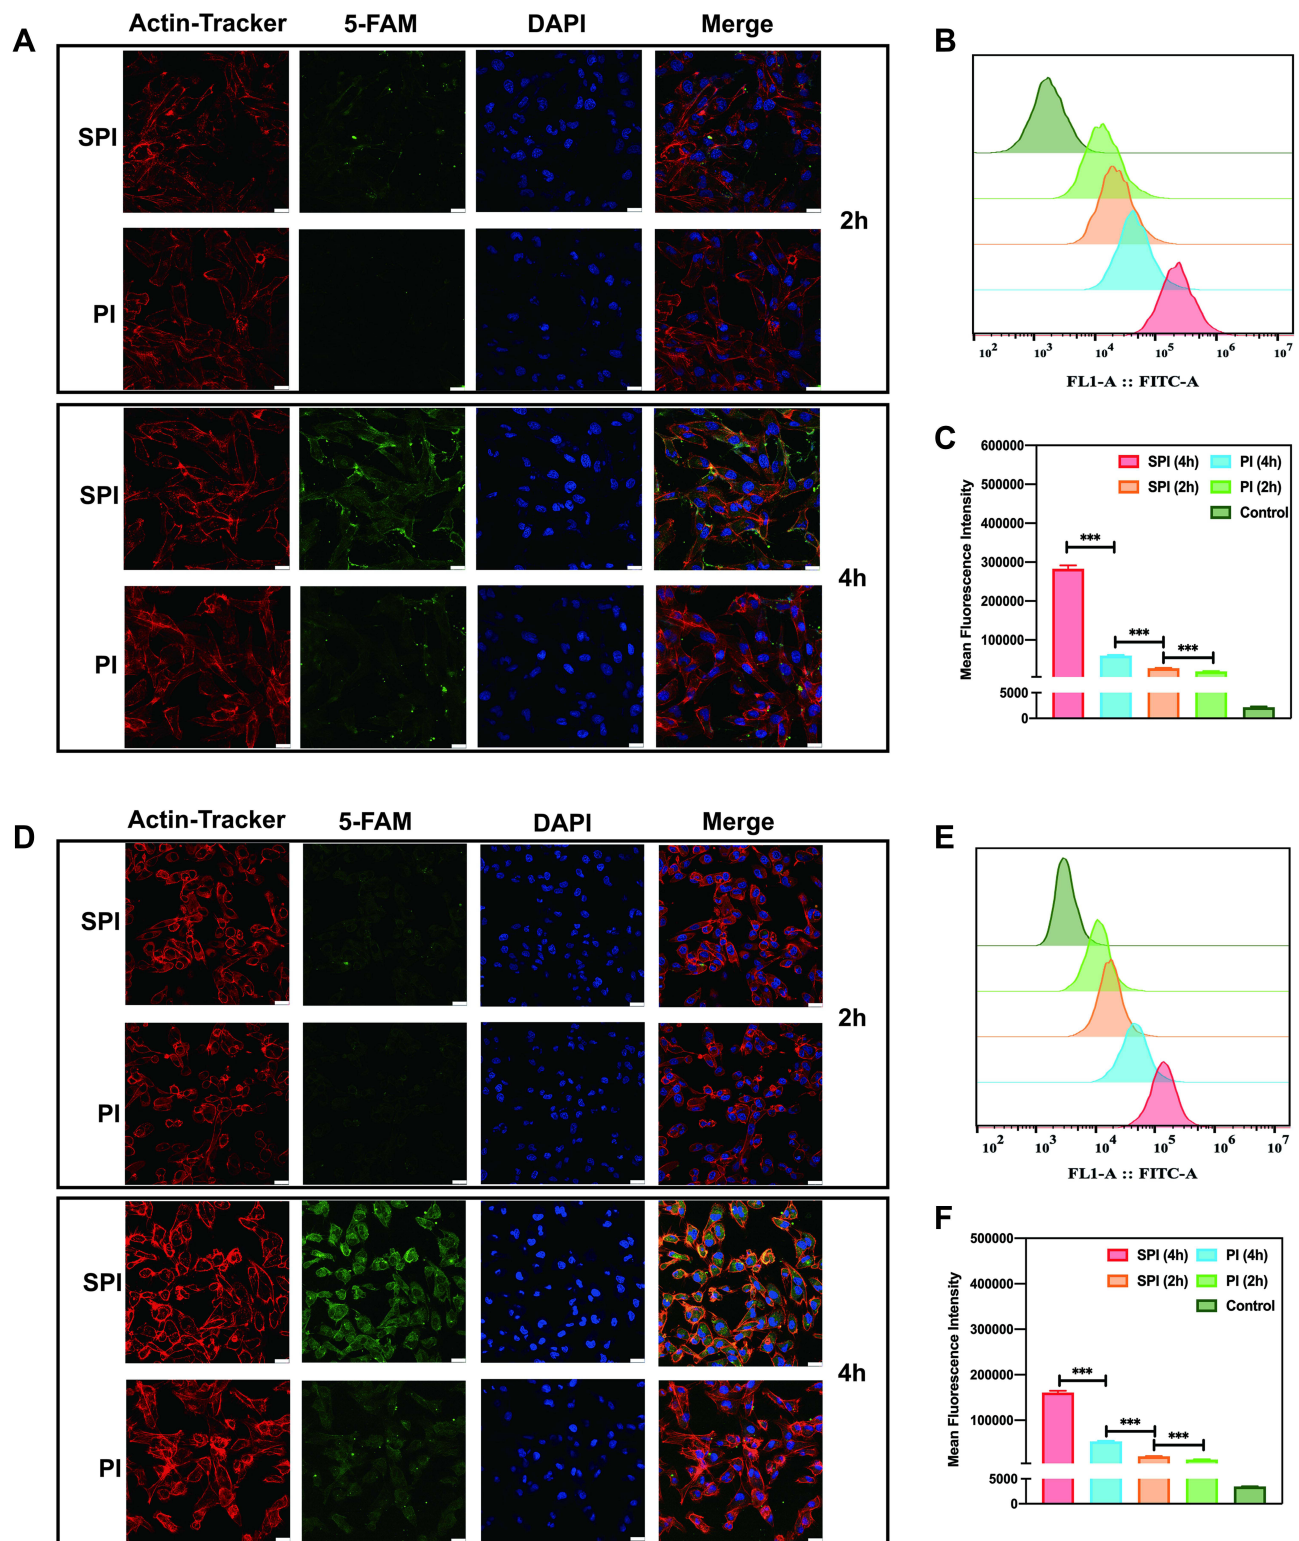 A
Actin-Tracker 5-FAM DAPI Merge
SPI
2h
PI
SPI
4h
PI
B
10² 10³ 10⁴ 10⁵ 10⁶ 10⁷
FL1-A :: FITC-A
C
Mean Fluorescence Intensity
600000
500000
400000
300000
200000
100000
5000
0
SPI (4h) PI (4h)
SPI (2h) PI (2h)
Control
***
***
***
D
Actin-Tracker 5-FAM DAPI Merge
SPI
2h
PI
SPI
4h
PI
E
10² 10³ 10⁴ 10⁵ 10⁶ 10⁷
FL1-A :: FITC-A
F
Mean Fluorescence Intensity
500000
400000
300000
200000
100000
5000
0
SPI (4h) PI (4h)
SPI (2h) PI (2h)
Control
***
***
***